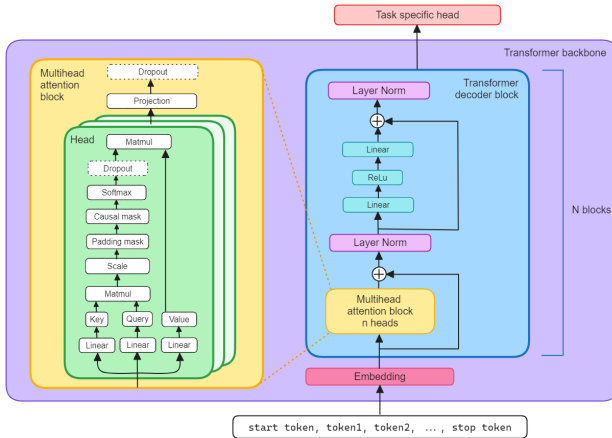 Task specific head
Transformer backbone
Multihead
attention
block
Dropout
Projection
Head
Matmul
Dropout
Softmax
Causal mask
Padding mask
Scale
Matmul
Key
Query
Value
Linear
Linear
Linear
Transformer
decoder block
Layer Norm
Linear
ReLu
Linear
Layer Norm
Multihead
attention block
n heads
N blocks
Embedding
start token, token1, token2, ..., stop token